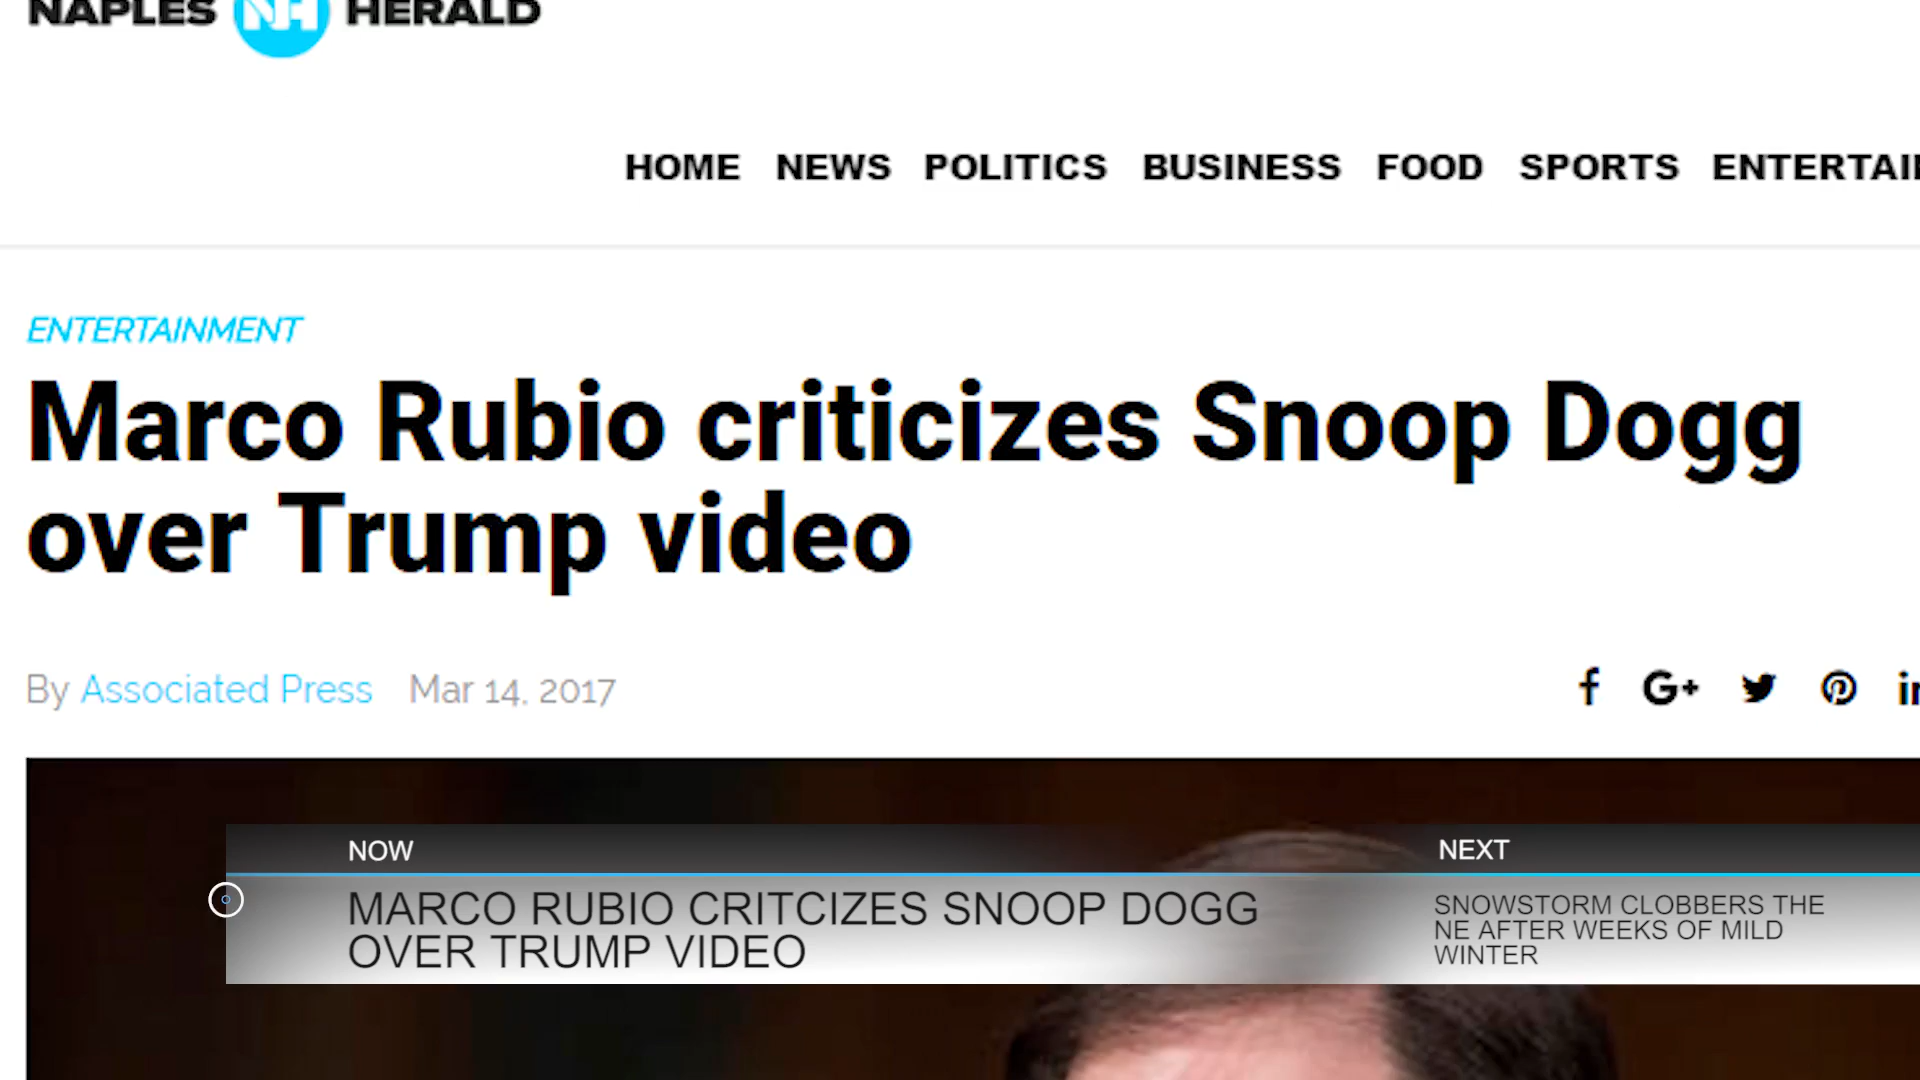 NAPLES NH HERALD
HOME NEWS POLITICS BUSINESS FOOD SPORTS ENTERTAI
ENTERTAINMENT
Marco Rubio criticizes Snoop Dogg
over Trump video
By Associated Press Mar 14, 2017
f G+ in
NOW
MARCO RUBIO CRITCIZES SNOOP DOGG
OVER TRUMP VIDEO
NEXT
SNOWSTORM CLOBBERS THE
NE AFTER WEEKS OF MILD
WINTER